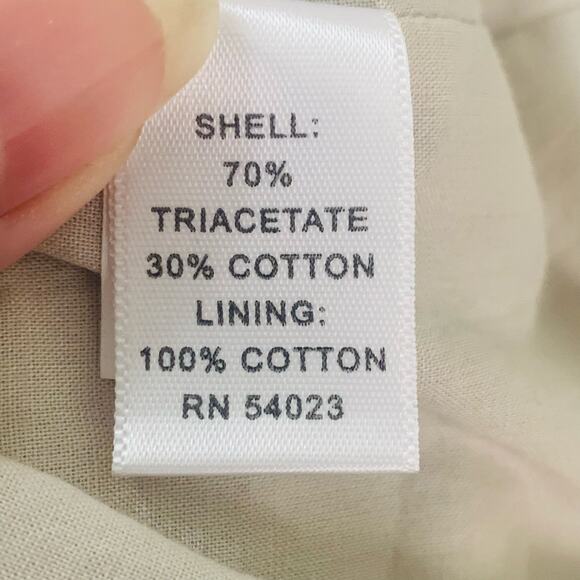 SHELL:
70%
TRIACETATE
30% COTTON
LINING:
100% COTTON
RN 54023